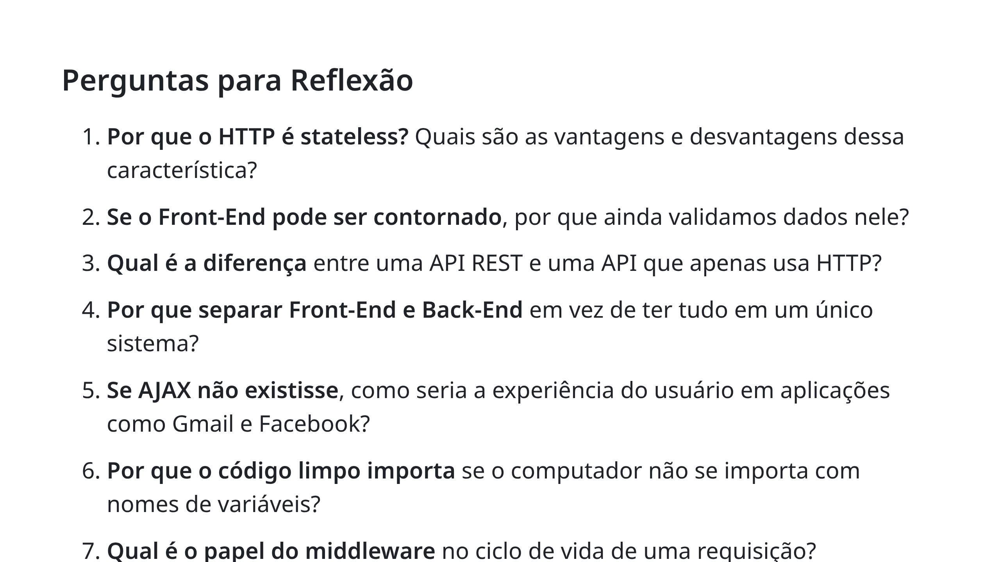 Perguntas para Reflexão
1. Por que o HTTP é stateless? Quais são as vantagens e desvantagens dessa
característica?
2. Se o Front-End pode ser contornado, por que ainda validamos dados nele?
3. Qual é a diferença entre uma API REST e uma API que apenas usa HTTP?
4. Por que separar Front-End e Back-End em vez de ter tudo em um único
sistema?
5. Se AJAX não existisse, como seria a experiência do usuário em aplicações
como Gmail e Facebook?
6. Por que o código limpo importa se o computador não se importa com
nomes de variáveis?
7. Qual é o papel do middleware no ciclo de vida de uma requisição?